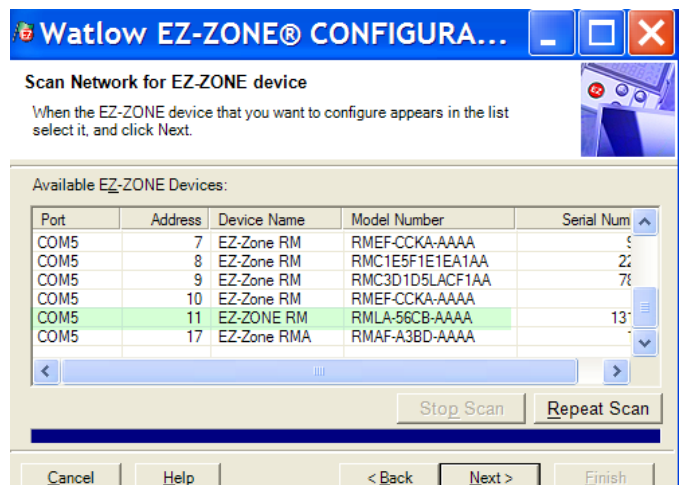 Watlow EZ-ZONE® CONFIGURA...
Scan Network for EZ-ZONE device
When the EZ-ZONE device that you want to configure appears in the list
select it, and click Next.
Available EZ-ZONE Devices:
Port Address Device Name Model Number Serial Num
COM5 7 EZ-Zone RM RMEF-CCKA-AAAA
COM5 8 EZ-Zone RM RMC1E5F1E1EA1AA 22
COM5 9 EZ-Zone RM RMC3D1D5LACF1AA 78
COM5 10 EZ-Zone RM RMEF-CCKA-AAAA
COM5 11 EZ-ZONE RM RMLA-56CB-AAAA 131
COM5 17 EZ-Zone RMA RMAF-A3BD-AAAA
Stop Scan Repeat Scan
Cancel Help < Back Next > Finish